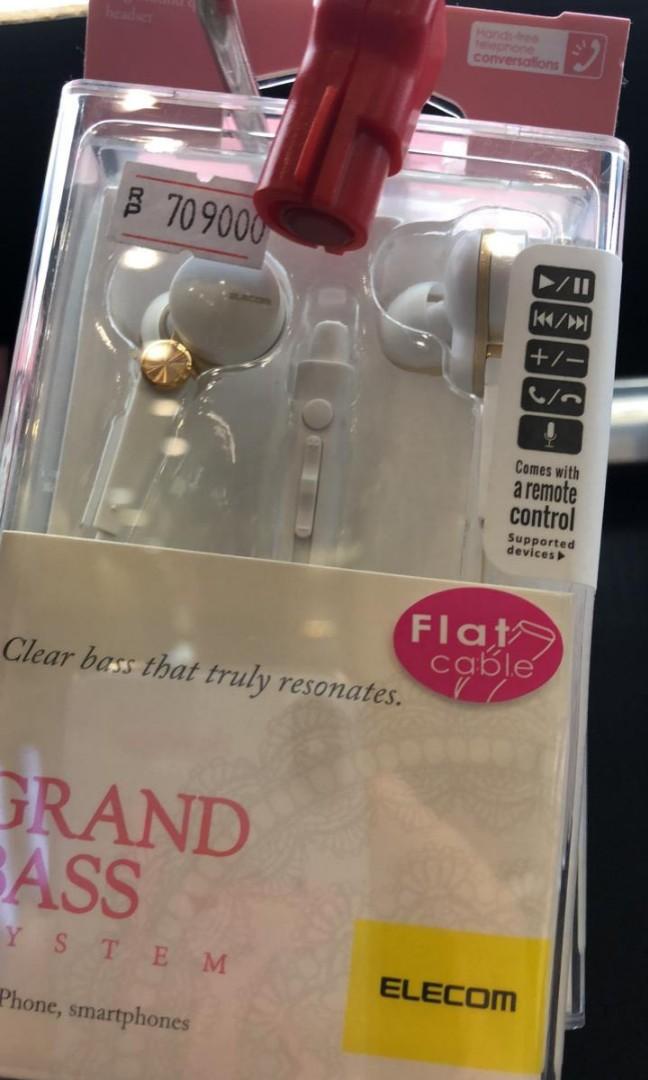 headset
Hands-free
telephone
conversations
Rp 709000
ELECOM
Comes with
a remote
control
Supported
devices▶
Flat
cable
Clear bass that truly resonates.
GRAND
BASS
YSTEM
Phone, smartphones
ELECOM